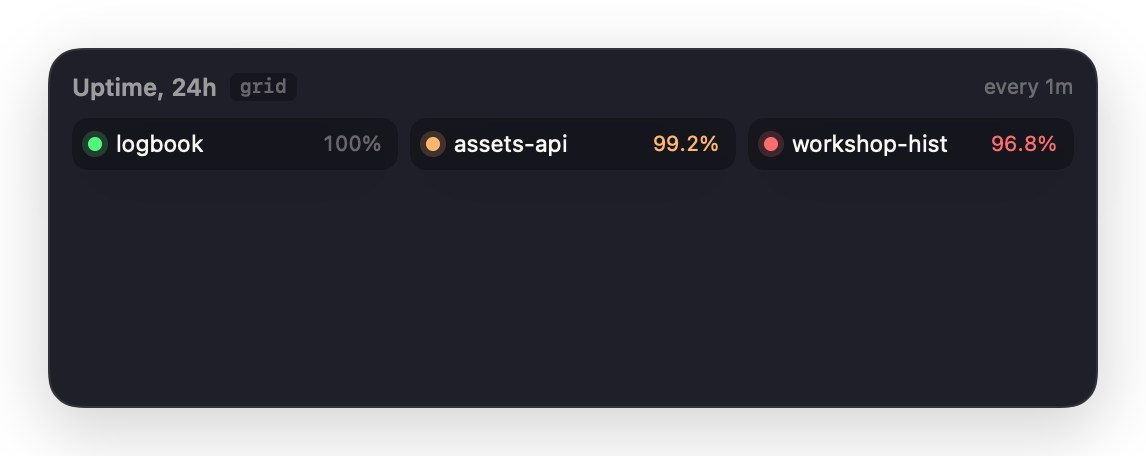 Uptime, 24h grid every 1m
logbook 100% assets-api 99.2% workshop-hist 96.8%